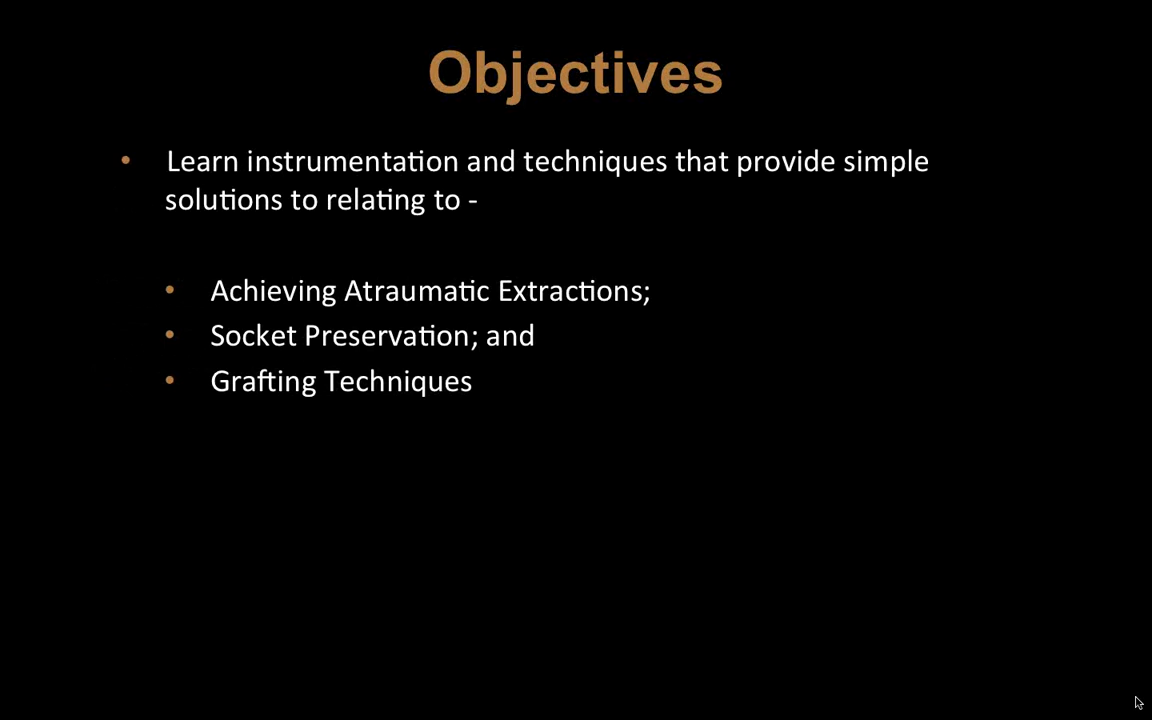 Objectives
• Learn instrumentation and techniques that provide simple
solutions to relating to -
• Achieving Atraumatic Extractions;
• Socket Preservation; and
• Grafting Techniques